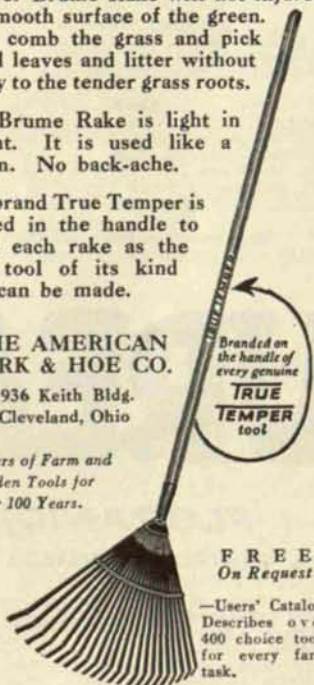 mooth surface of the green.
comb the grass and pick
leaves and litter without
y to the tender grass roots.
Brume Rake is light in
t. It is used like a
n. No back-ache.
brand True Temper is
ed in the handle to
each rake as the
tool of its kind
can be made.
HE AMERICAN
RK & HOE CO.
936 Keith Bldg.
Cleveland, Ohio
ers of Farm and
den Tools for
100 Years.
TRUE TEMPER
Branded on
the handle of
every genuine
TRUE
TEMPER
tool
FREE
On Request
—Users' Catalo
Describes ov
400 choice too
for every far
task.